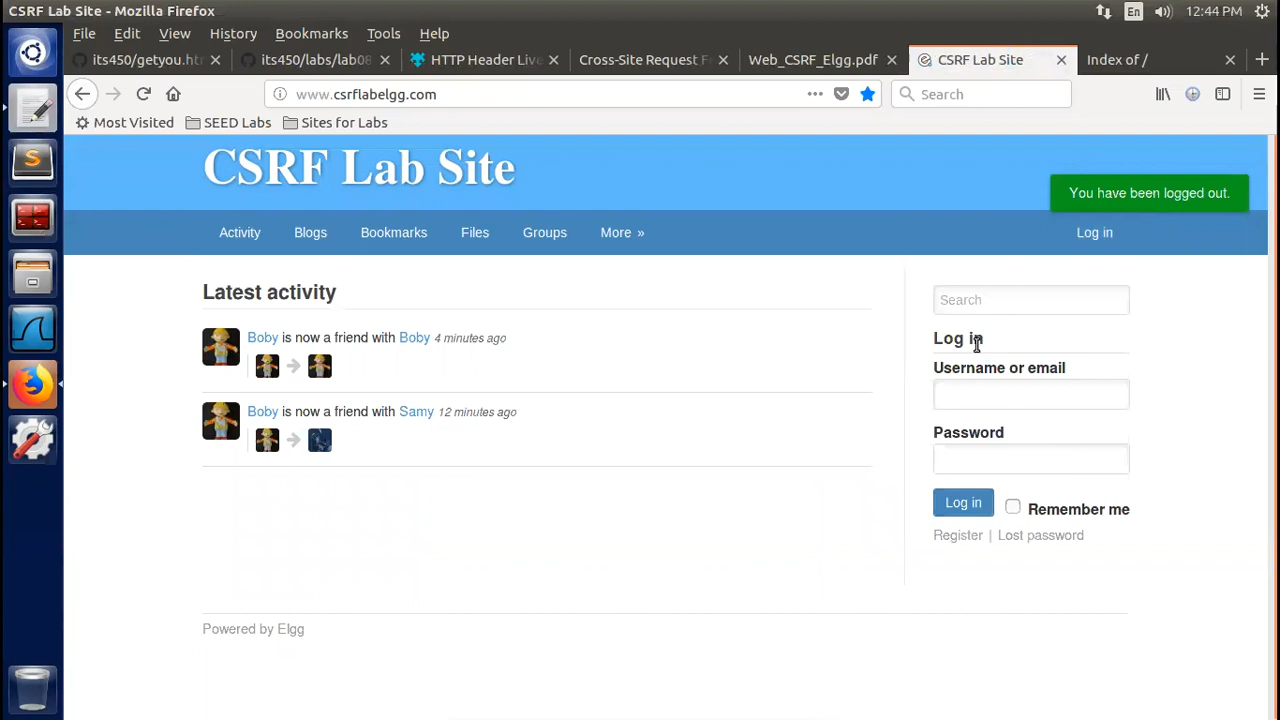 CSRF Lab Site - Mozilla Firefox
En
12:44 PM
File Edit View History Bookmarks Tools Help
its450/getyou.ht
its450/labs/lab08
HTTP Header Live
Cross-Site Request F
Web_CSRF_Elgg.pdf
CSRF Lab Site
Index of /
www.csrflabelgg.com
Search
Most Visited
SEED Labs
Sites for Labs
CSRF Lab Site
You have been logged out.
Activity Blogs Bookmarks Files Groups More »
Log in
Latest activity
Boby is now a friend with Boby 4 minutes ago
Boby is now a friend with Samy 12 minutes ago
Search
Log in
Username or email
Password
Log in
Remember me
Register | Lost password
Powered by Elgg